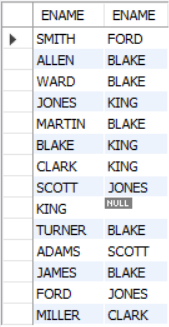 ENAME ENAME
SMITH FORD
ALLEN BLAKE
WARD BLAKE
JONES KING
MARTIN BLAKE
BLAKE KING
CLARK KING
SCOTT JONES
KING NULL
TURNER BLAKE
ADAMS SCOTT
JAMES BLAKE
FORD JONES
MILLER CLARK